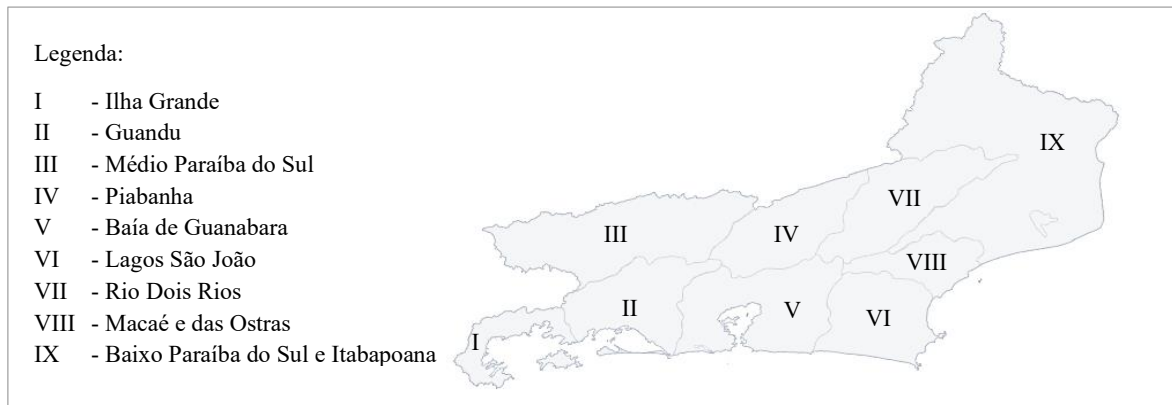 Legenda:
I - Ilha Grande
II - Guandu
III - Médio Paraíba do Sul
IV - Piabanha
V - Baía de Guanabara
VI - Lagos São João
VII - Rio Dois Rios
VIII - Macaé e das Ostras
IX - Baixo Paraíba do Sul e Itabapoana
IX
VII
III
IV
VIII
II
V
VI
I